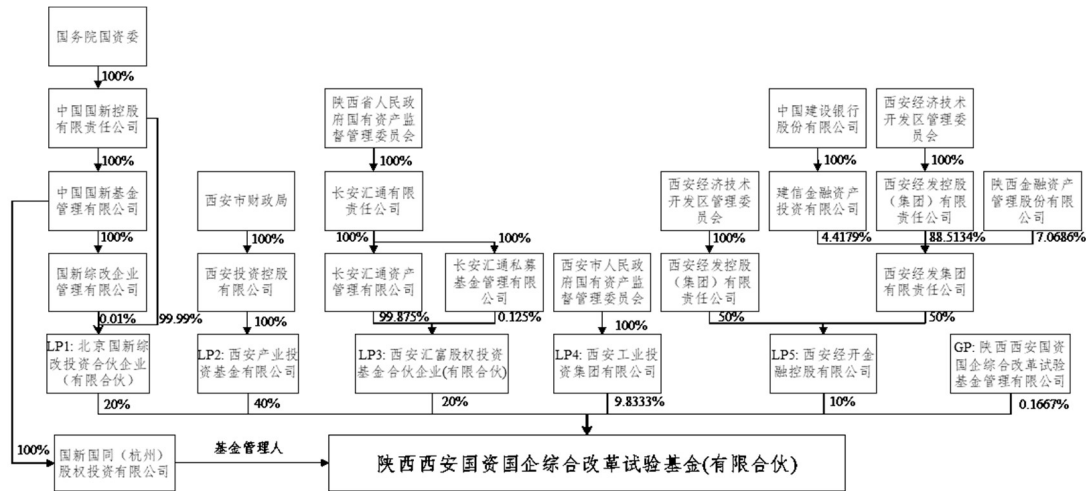 国务院国资委
100%
中国国新控股
有限责任公司
陕西省人民政
府国有资产监
督管理委员会
中国建设银行
股份有限公司
西安经济技术
开发区管理委
员会
100%
100%
100%
中国国新基金
管理有限公司
西安市财政局
长安汇通有限
责任公司
西安经济技术
开发区管理委
员会
建信金融资产
投资有限公司
西安经发控股
（集团）有限
责任公司
陕西金融资产
管理股份有限
公司
100%
100%
100%
100%
100%
4.4179%
88.5134%
7.0686%
国新综改企业
管理有限公司
西安投资控股
有限公司
长安汇通资产
管理有限公司
长安汇通私募
基金管理有限
公司
西安市人民政
府国有资产监
督管理委员会
西安经发控股
（集团）有限
责任公司
西安经发集团
有限责任公司
0.01%
99.99%
100%
99.875%
0.125%
100%
50%
50%
LP1: 北京国新综
改投资合伙企业
（有限合伙）
LP2: 西安产业投
资基金有限公司
LP3: 西安汇富股权投资
基金合伙企业(有限合伙)
LP4: 西安工业投
资集团有限公司
LP5: 西安经开金
融控股有限公司
GP: 陕西西安国资
国企综合改革试验
基金管理有限公司
20%
40%
20%
9.8333%
10%
0.1667%
100%
国新国同（杭州）
股权投资有限公司
基金管理人
陕西西安国资国企综合改革试验基金(有限合伙)